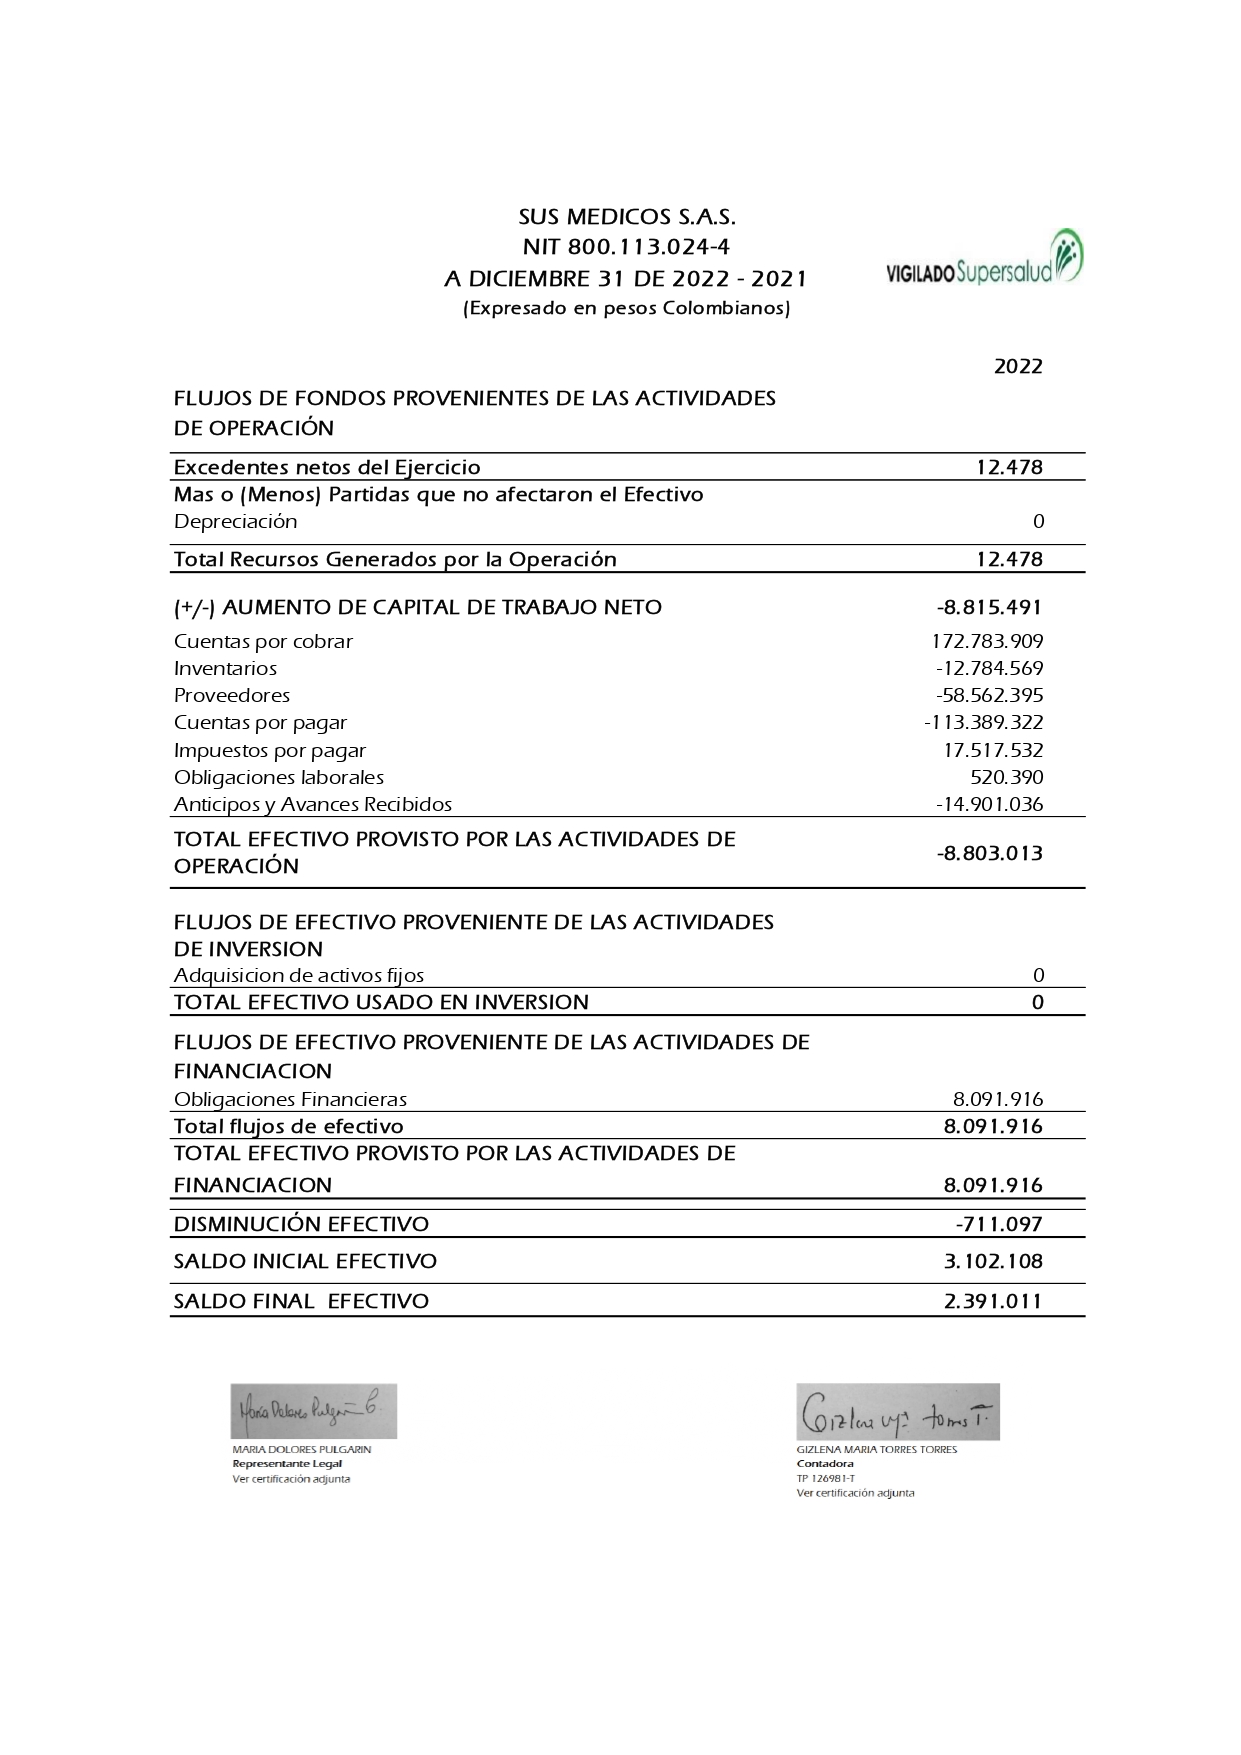 SUS MEDICOS S.A.S.
NIT 800.113.024-4
A DICIEMBRE 31 DE 2022 - 2021
(Expresado en pesos Colombianos)
VIGILADO Supersalud
2022
FLUJOS DE FONDOS PROVENIENTES DE LAS ACTIVIDADES
DE OPERACIÓN
Excedentes netos del Ejercicio 12.478
Mas o (Menos) Partidas que no afectaron el Efectivo
Depreciación 0
Total Recursos Generados por la Operación 12.478
(+/-) AUMENTO DE CAPITAL DE TRABAJO NETO -8.815.491
Cuentas por cobrar 172.783.909
Inventarios -12.784.569
Proveedores -58.562.395
Cuentas por pagar -113.389.322
Impuestos por pagar 17.517.532
Obligaciones laborales 520.390
Anticipos y Avances Recibidos -14.901.036
TOTAL EFECTIVO PROVISTO POR LAS ACTIVIDADES DE
OPERACIÓN -8.803.013
FLUJOS DE EFECTIVO PROVENIENTE DE LAS ACTIVIDADES
DE INVERSION
Adquisicion de activos fijos 0
TOTAL EFECTIVO USADO EN INVERSION 0
FLUJOS DE EFECTIVO PROVENIENTE DE LAS ACTIVIDADES DE
FINANCIACION
Obligaciones Financieras 8.091.916
Total flujos de efectivo 8.091.916
TOTAL EFECTIVO PROVISTO POR LAS ACTIVIDADES DE
FINANCIACION 8.091.916
DISMINUCIÓN EFECTIVO -711.097
SALDO INICIAL EFECTIVO 3.102.108
SALDO FINAL EFECTIVO 2.391.011
Maria Dolores Pulgarin C.
MARIA DOLORES PULGARIN
Representante Legal
Ver certificación adjunta
Gizlena Mª Torres T.
GIZLENA MARIA TORRES TORRES
Contadora
TP 126981-T
Ver certificación adjunta